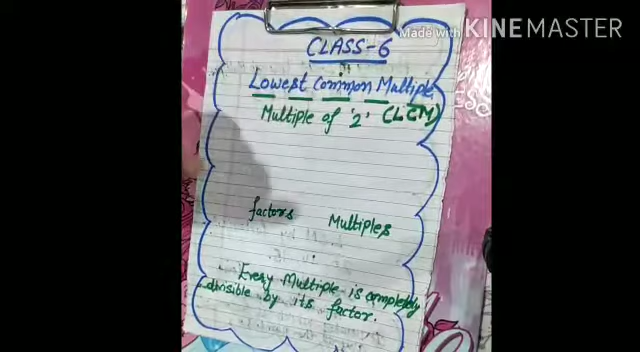 Made with KINEMASTER
CLASS-6
Lowest Common Multiple
Multiple of '2' (LCM)
factors Multiples
Every Multiple is completely
divisible by its factor.